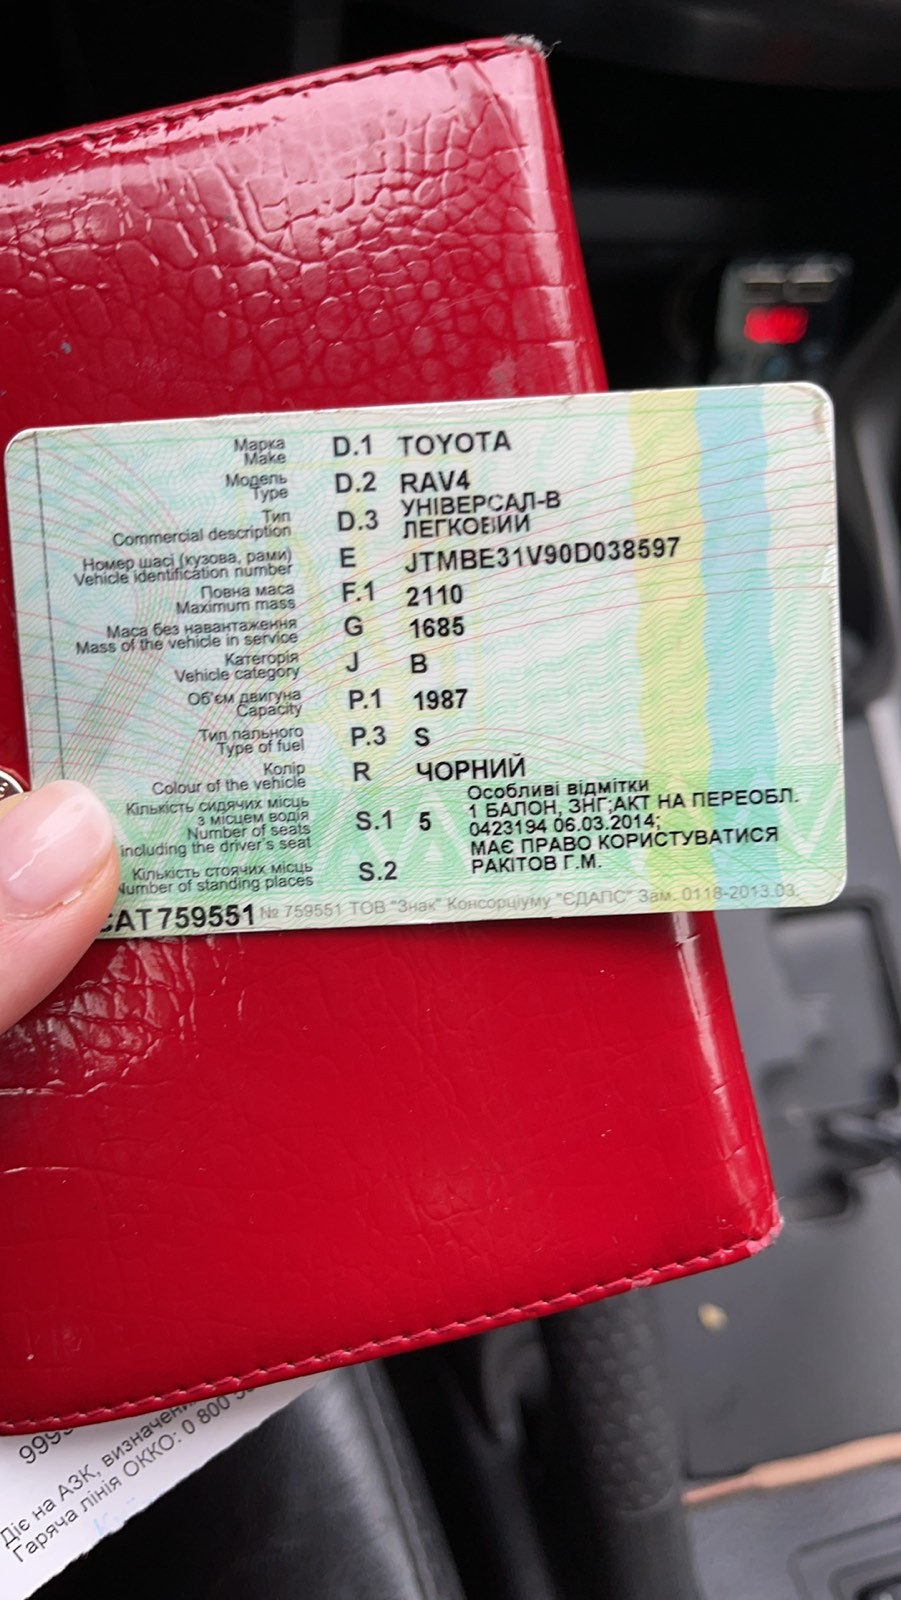 Марка
Make
D.1 TOYOTA
Модель
Type
D.2 RAV4
Тип
Commercial description
D.3 УНІВЕРСАЛ-В
ЛЕГКОВИЙ
Номер шасі (кузова, рами)
Vehicle identification number
E JTMBE31V90D038597
Повна маса
Maximum mass
F.1 2110
Маса без навантаження
Mass of the vehicle in service
G 1685
Категорія
Vehicle category
J B
Об'єм двигуна
Capacity
P.1 1987
Тип пального
Type of fuel
P.3 S
Колір
Colour of the vehicle
R ЧОРНИЙ
Кількість сидячих місць
з місцем водія
Number of seats
including the driver's seat
S.1 5
Особливі відмітки
1 БАЛОН, ЗНГ;АКТ НА ПЕРЕОБЛ.
0423194 06.03.2014;
МАЄ ПРАВО КОРИСТУВАТИСЯ
РАКІТОВ Г.М.
Кількість стоячих місць
Number of standing places
S.2
АТ759551 № 759551 ТОВ "Знак" Консорціуму "ЄДАПС" Зам. 0118-2013.03.
Діє на АЗК,
Гаряча лінія ОККО: 0 800